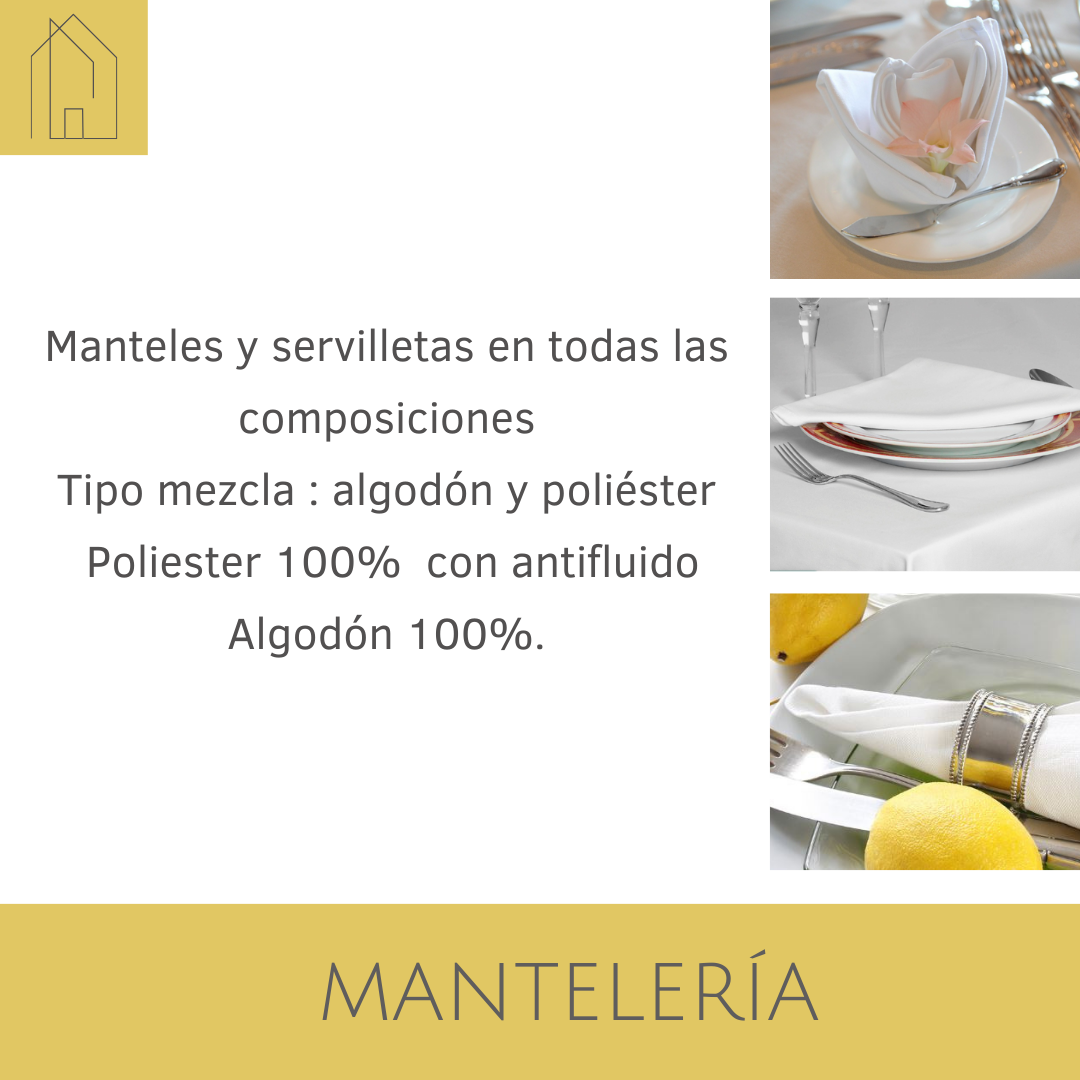 Manteles y servilletas en todas las
composiciones
Tipo mezcla : algodón y poliéster
Poliester 100%  con antifluido
Algodón 100%.
MANTELERÍA